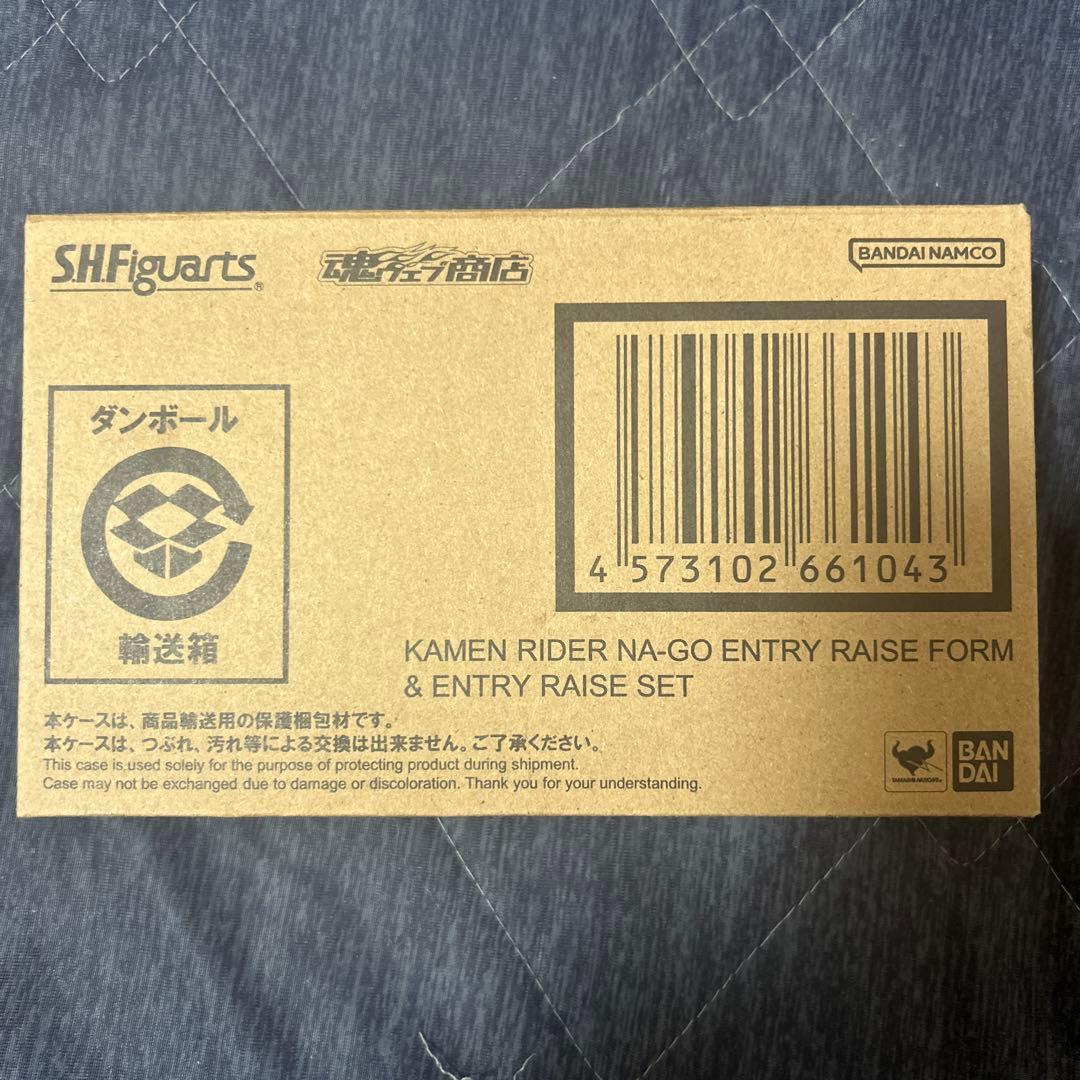 S.H.Figuarts®
魂ウェブ商店
BANDAI NAMCO
ダンボール
輸送箱
4 573102 661043
KAMEN RIDER NA-GO ENTRY RAISE FORM
& ENTRY RAISE SET
本ケースは、商品輸送用の保護梱包材です。
本ケースは、つぶれ、汚れ等による交換は出来ません。ご了承ください。
This case is used solely for the purpose of protecting product during shipment.
Case may not be exchanged due to damage or discoloration. Thank you for your understanding.
TAMASHII NATIONS
BAN
DAI